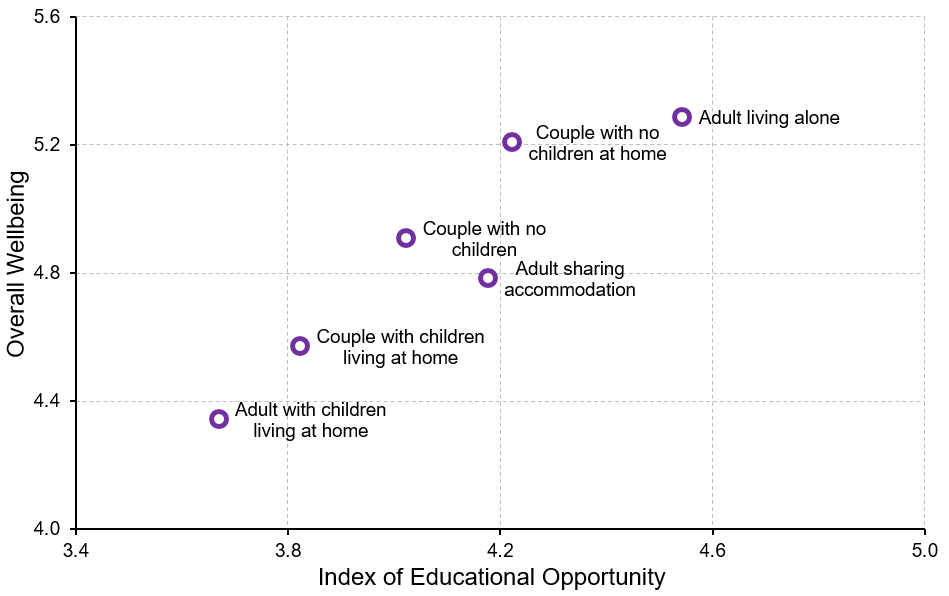 5.6
5.2
4.8
4.4
4.0
Overall Wellbeing
Adult living alone
Couple with no
children at home
Couple with no
children
Adult sharing
accommodation
Couple with children
living at home
Adult with children
living at home
3.4
3.8
4.2
4.6
5.0
Index of Educational Opportunity